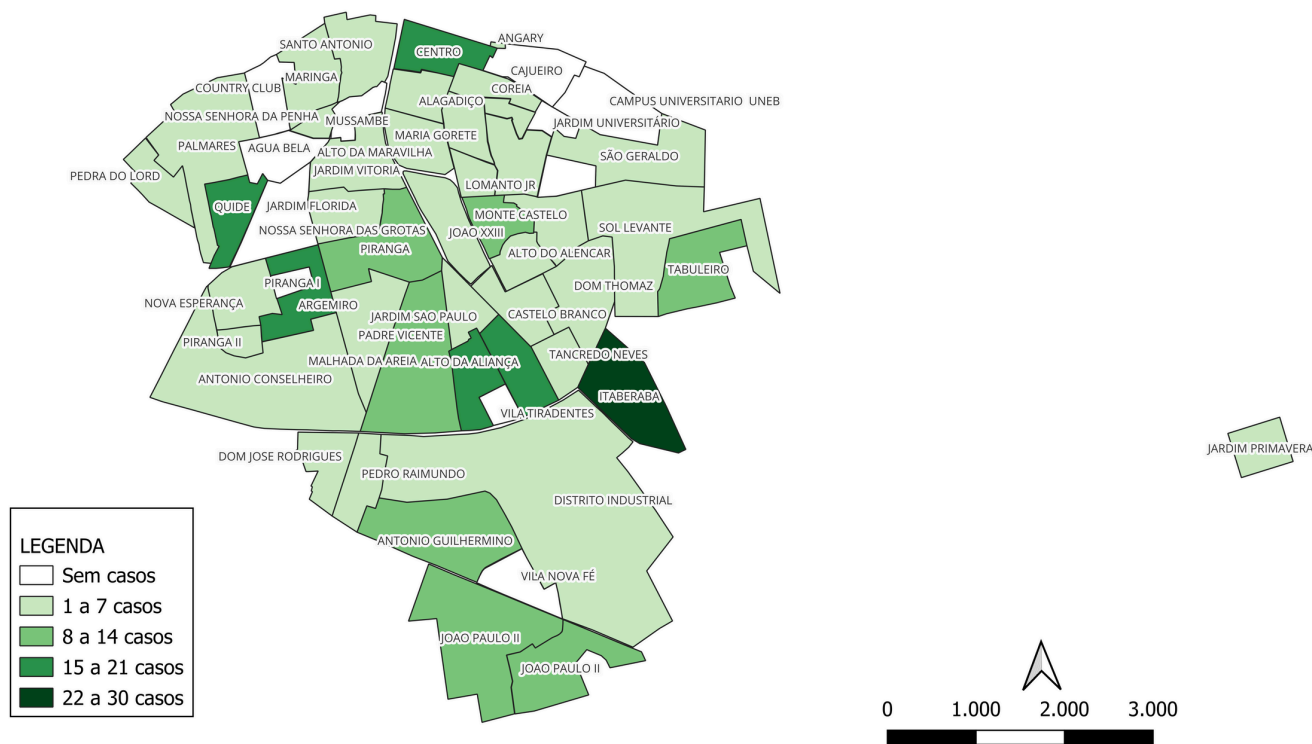 ANGARY
SANTO ANTONIO
CENTRO
CAJUEIRO
MARINGA
COUNTRY CLUB
COREIA
ALAGADIÇO
CAMPUS UNIVERSITARIO UNEB
NOSSA SENHORA DA PENHA
MUSSAMBE
JARDIM UNIVERSITÁRIO
MARIA GORETE
PALMARES
AGUA BELA
ALTO DA MARAVILHA
SÃO GERALDO
JARDIM VITORIA
PEDRA DO LORD
LOMANTO JR
QUIDE
JARDIM FLORIDA
MONTE CASTELO
NOSSA SENHORA DAS GROTAS
JOAO XXIII
SOL LEVANTE
PIRANGA
ALTO DO ALENCAR
TABULEIRO
PIRANGA I
DOM THOMAZ
NOVA ESPERANÇA
ARGEMIRO
JARDIM SAO PAULO
CASTELO BRANCO
PADRE VICENTE
PIRANGA II
TANCREDO NEVES
MALHADA DA AREIA
ALTO DA ALIANÇA
ANTONIO CONSELHEIRO
ITABERABA
VILA TIRADENTES
JARDIM PRIMAVERA
DOM JOSE RODRIGUES
PEDRO RAIMUNDO
DISTRITO INDUSTRIAL
ANTONIO GUILHERMINO
VILA NOVA FÉ
JOAO PAULO II
JOAO PAULO II
LEGENDA
Sem casos
1 a 7 casos
8 a 14 casos
15 a 21 casos
22 a 30 casos
0 1.000 2.000 3.000